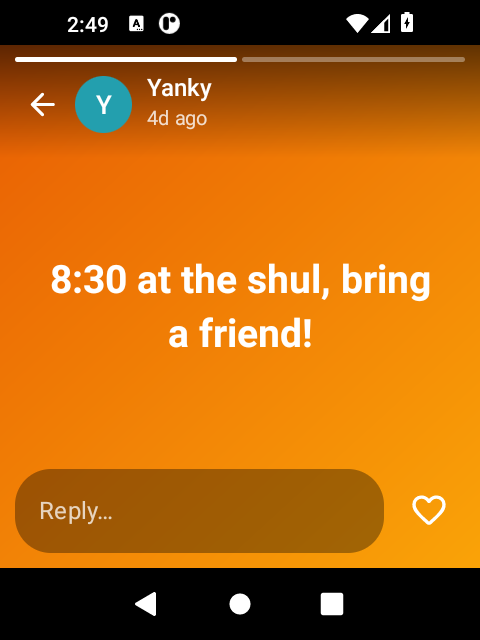 2:49
Yanky
Y
4d ago
8:30 at the shul, bring
a friend!
Reply...